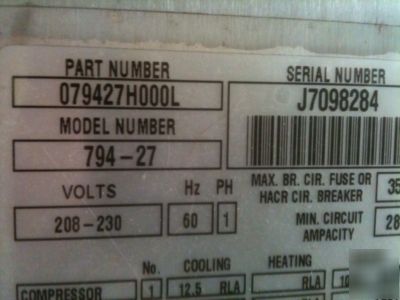 PART NUMBER
079427H000L
MODEL NUMBER
794-27
SERIAL NUMBER
J7098284
VOLTS Hz PH
208-230 60 1
MAX. BR. CIR. FUSE OR
HACR CIR. BREAKER 35
MIN. CIRCUIT
AMPACITY 28
No. COOLING HEATING
COMPRESSOR 1 12.5 RLA RLA 10